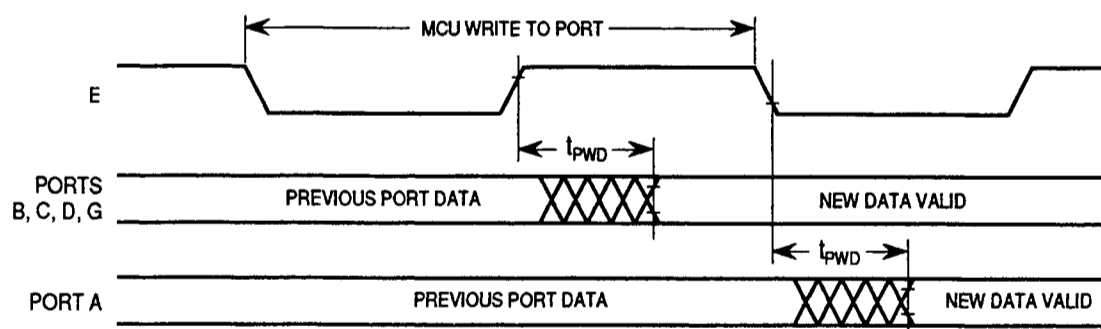 MCU WRITE TO PORT
E
tPWD
PORTS
B, C, D, G
PREVIOUS PORT DATA
NEW DATA VALID
tPWD
PORT A
PREVIOUS PORT DATA
NEW DATA VALID